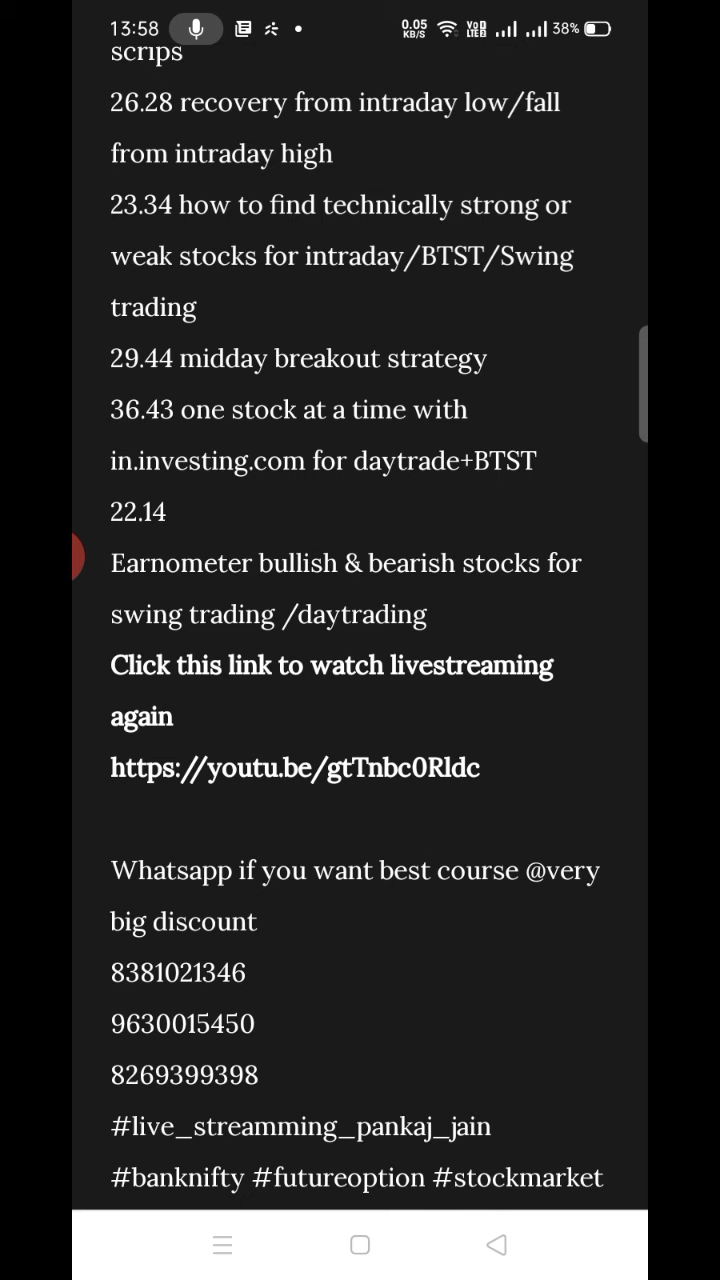 13:58 0.05 KB/S VoD LTE 38%
scrips
26.28 recovery from intraday low/fall
from intraday high
23.34 how to find technically strong or
weak stocks for intraday/BTST/Swing
trading
29.44 midday breakout strategy
36.43 one stock at a time with
in.investing.com for daytrade+BTST
22.14
Earnometer bullish & bearish stocks for
swing trading /daytrading
Click this link to watch livestreaming
again
https://youtu.be/gtTnbc0Rldc
Whatsapp if you want best course @very
big discount
8381021346
9630015450
8269399398
#live_streamming_pankaj_jain
#banknifty #futureoption #stockmarket